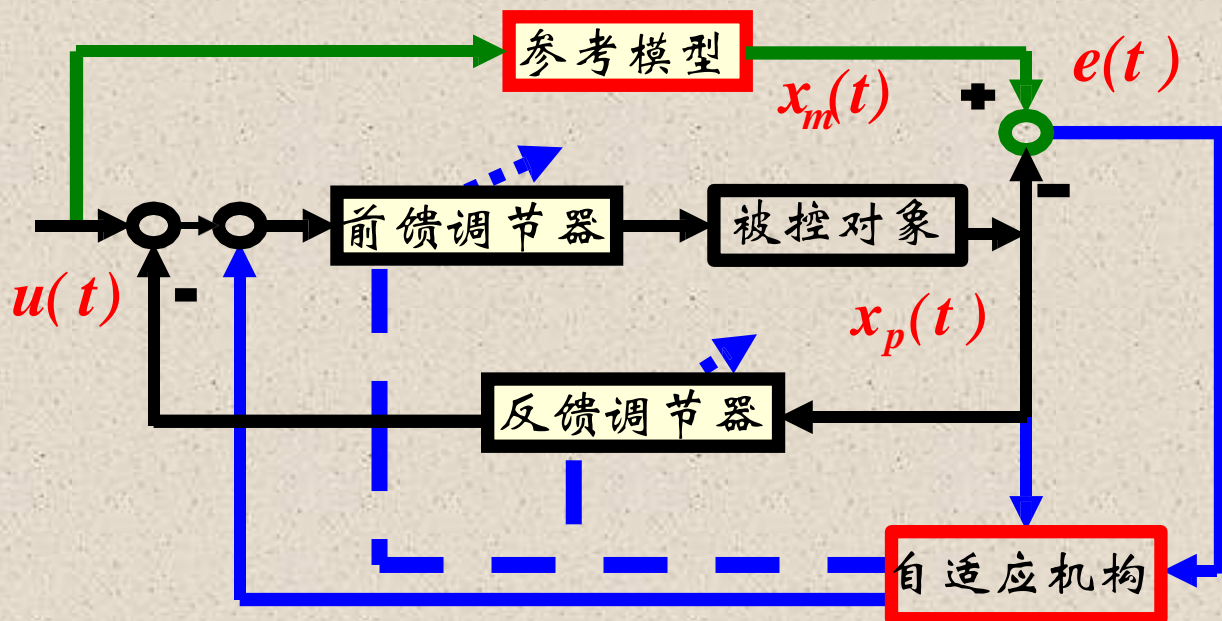 参考模型
e(t)
x_m(t)
+
-
前馈调节器
被控对象
u(t)
-
x_p(t)
反馈调节器
自适应机构